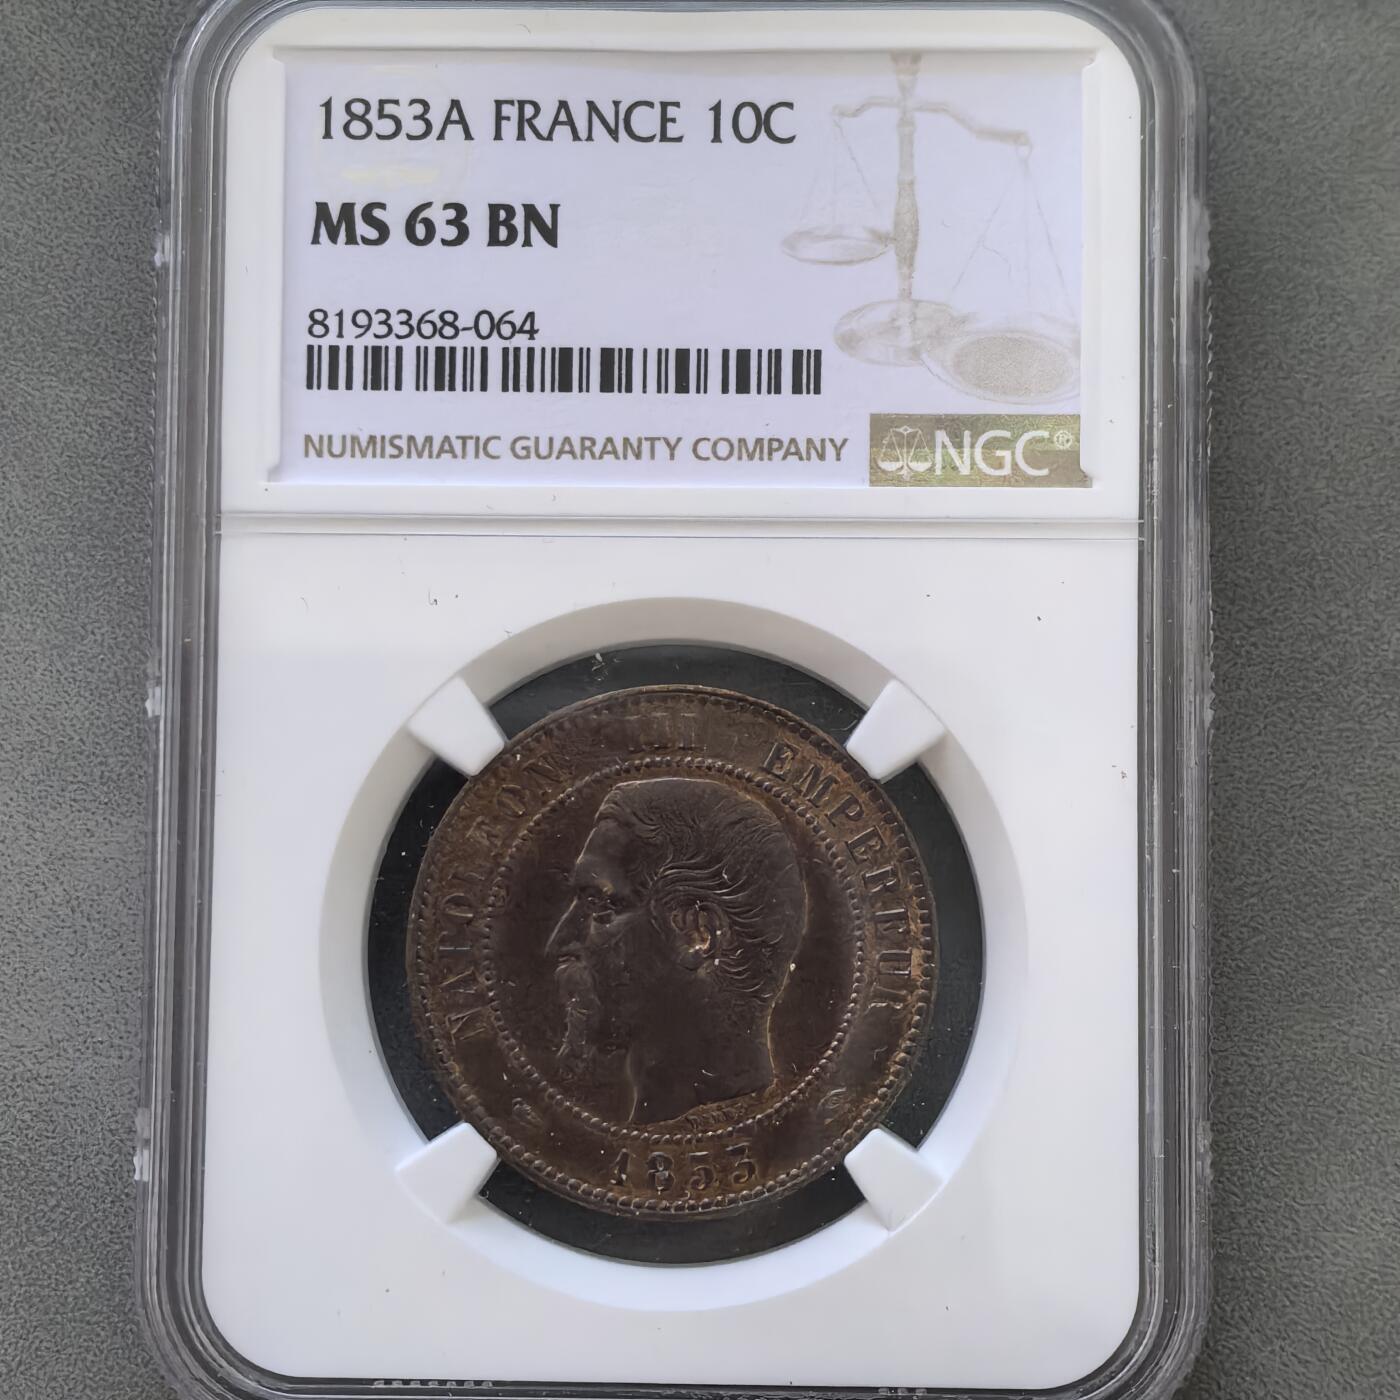 1853A FRANCE 10C
MS 63 BN
8193368-064
NUMISMATIC GUARANTY COMPANY
NGC®
NAPOLEON III EMPEREUR
1853